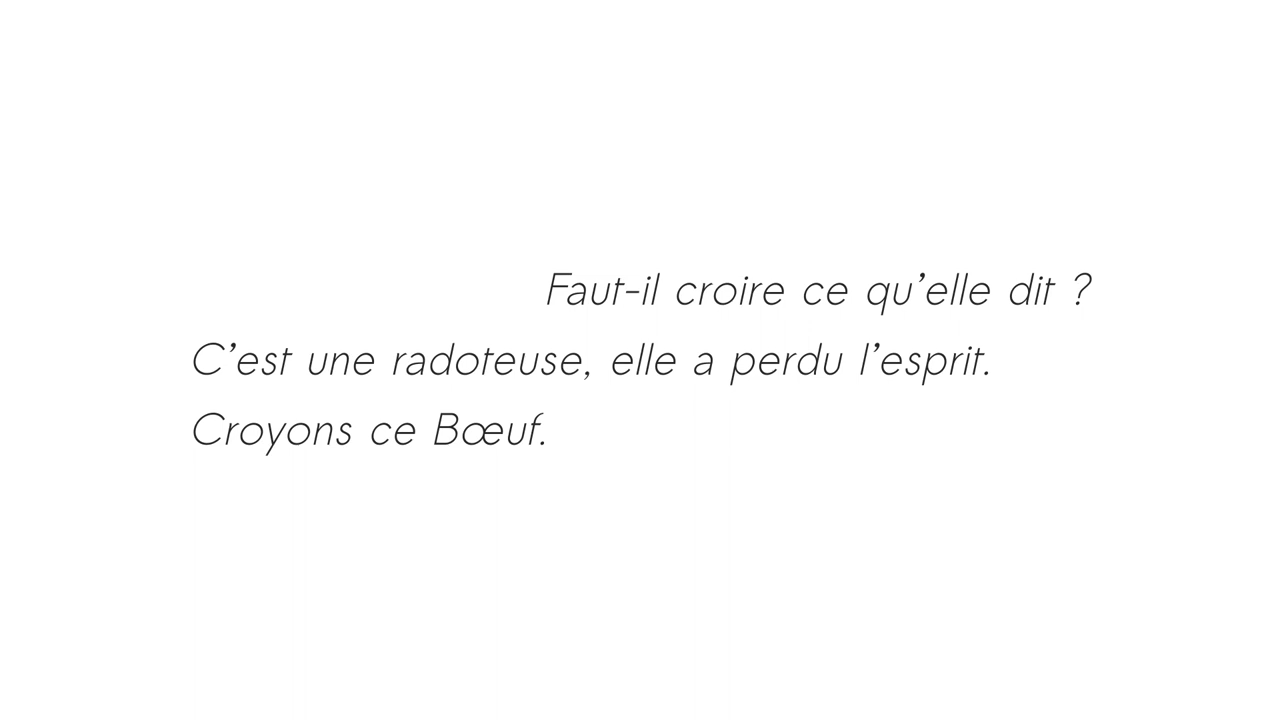 Faut-il croire ce qu’elle dit ?
C’est une radoteuse, elle a perdu l’esprit.
Croyons ce Bœuf.